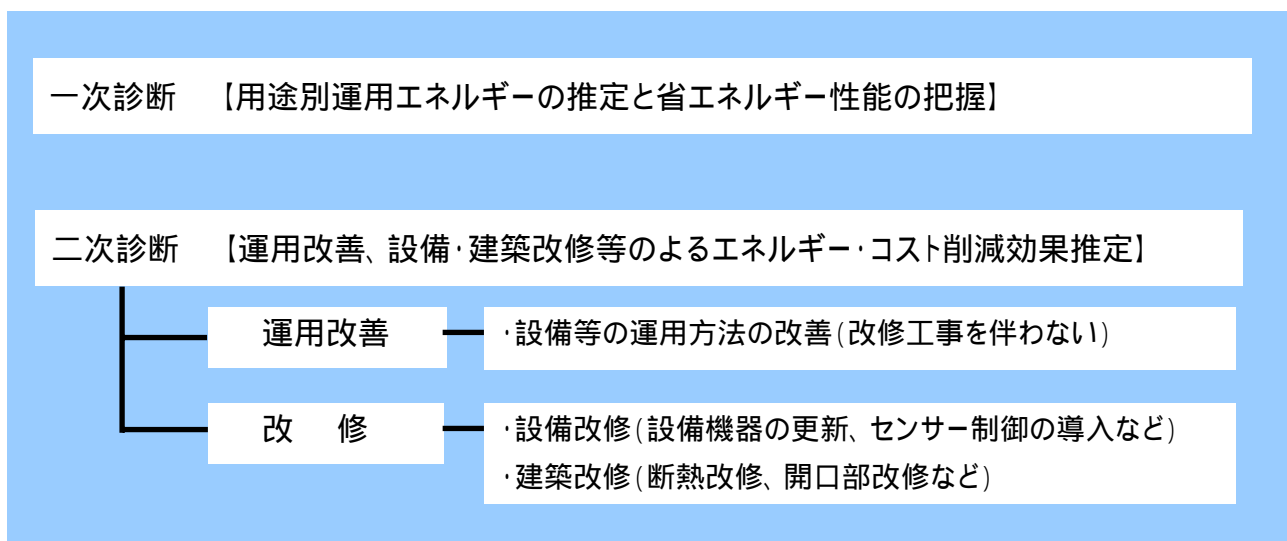 一次診断 【用途別運用エネルギーの推定と省エネルギー性能の把握】
二次診断 【運用改善、設備・建築改修等のよるエネルギー・コスト削減効果推定】
運用改善 ・設備等の運用方法の改善(改修工事を伴わない)
改 修 ・設備改修(設備機器の更新、センサー制御の導入など)
・建築改修(断熱改修、開口部改修など)